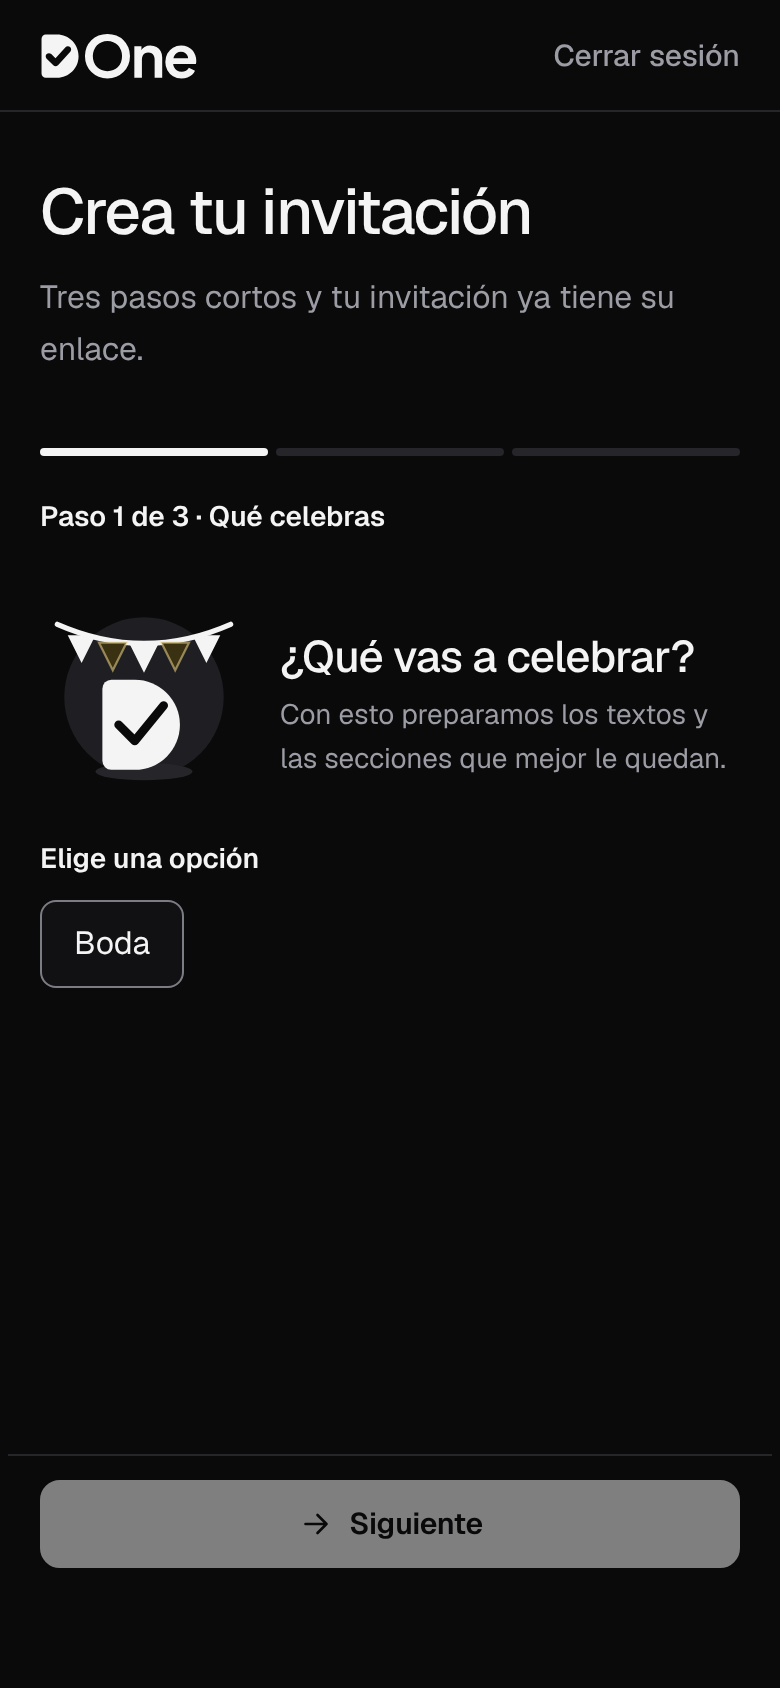 DOne
Cerrar sesión
Crea tu invitación
Tres pasos cortos y tu invitación ya tiene su
enlace.
Paso 1 de 3 · Qué celebras
¿Qué vas a celebrar?
Con esto preparamos los textos y
las secciones que mejor le quedan.
Elige una opción
Boda
→ Siguiente